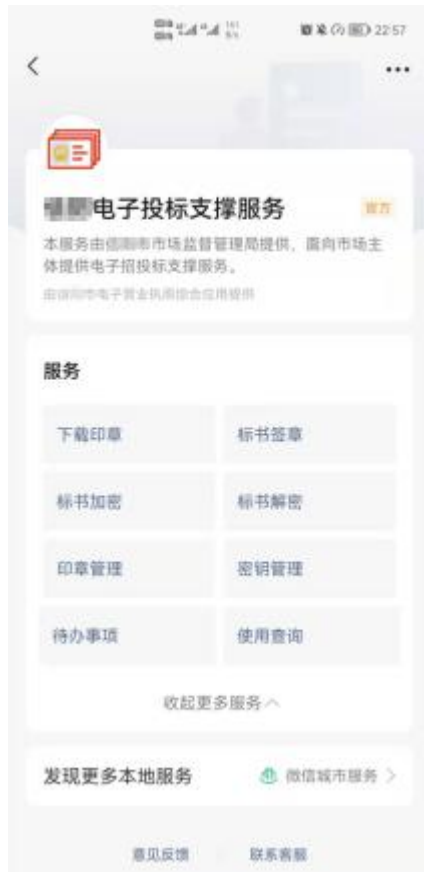 22:57
电子投标支撑服务
官方
本服务由信阳市市场监督管理局提供，面向市场主
体提供电子招投标支撑服务。
服务
下载印章
标书签章
标书加密
标书解密
印章管理
密钥管理
待办事项
使用查询
收起更多服务
发现更多本地服务
微信城市服务
意见反馈
联系客服